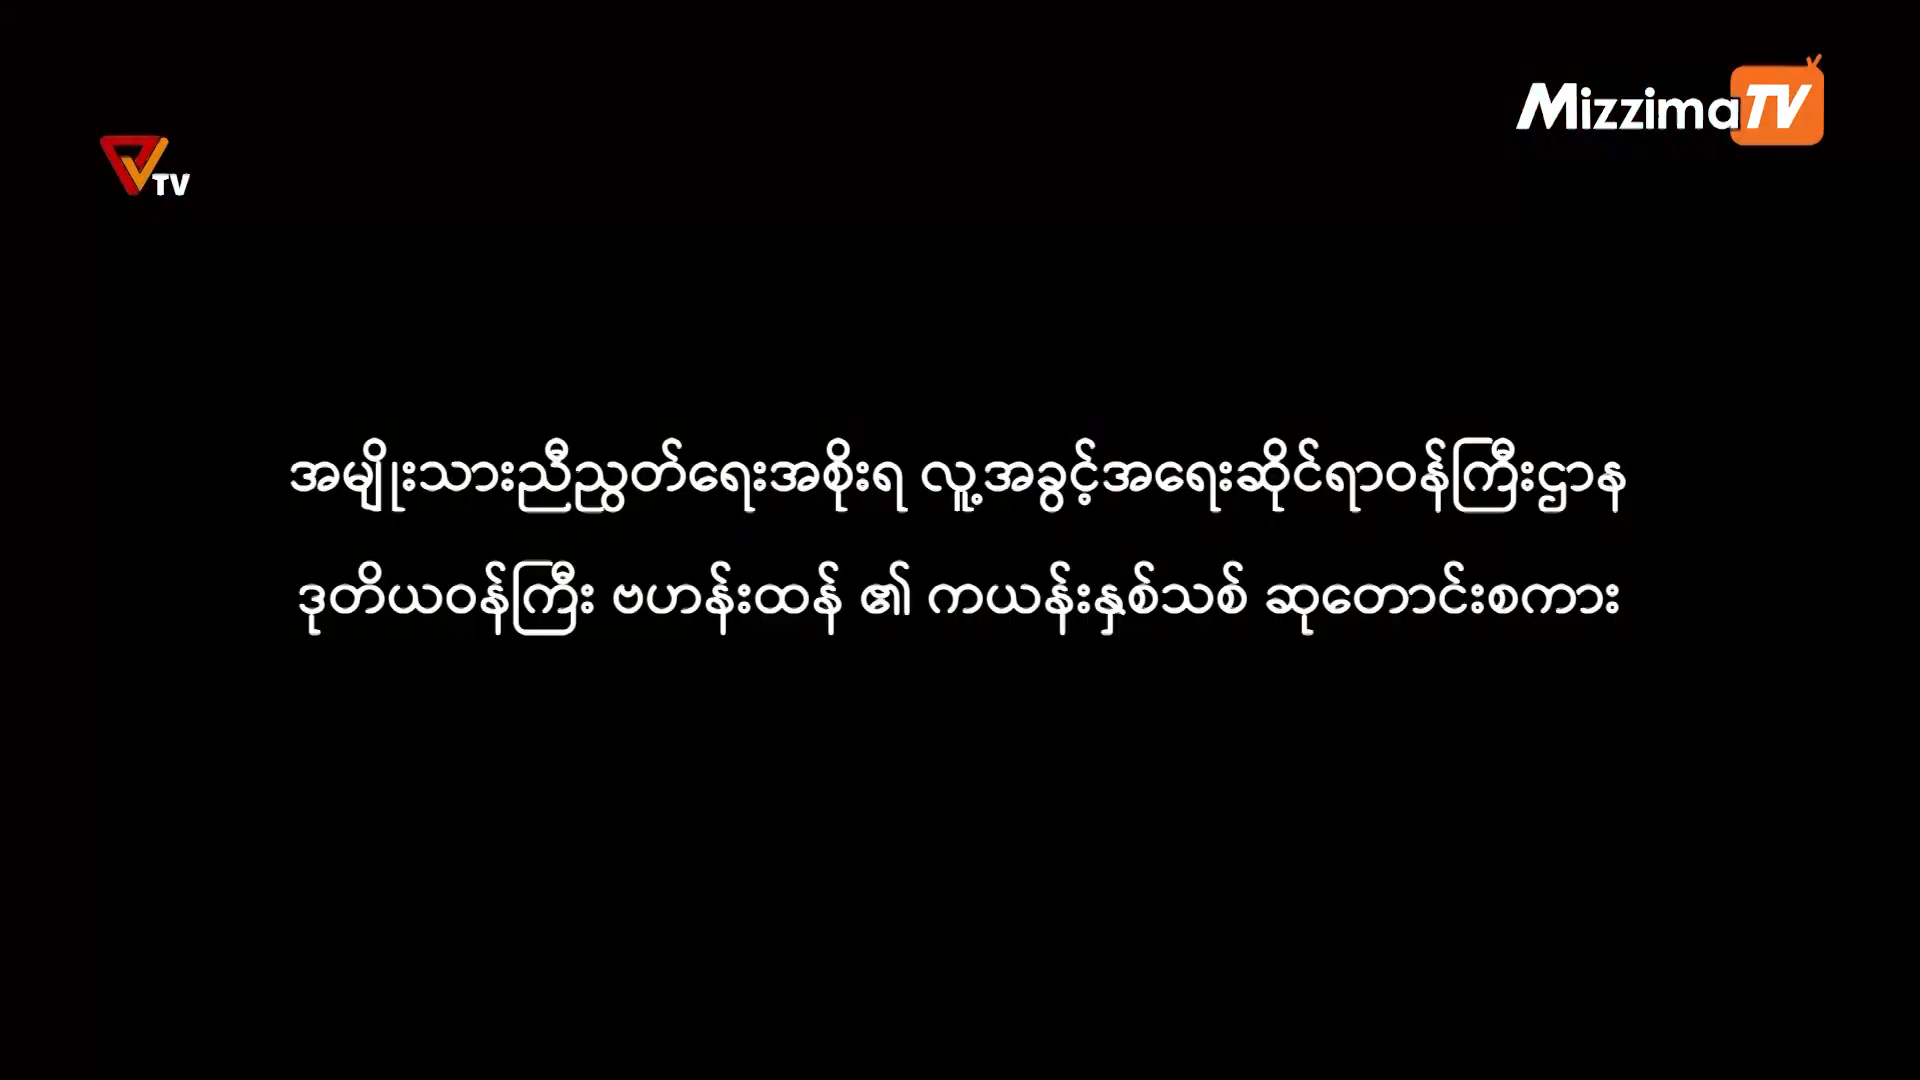 MizzimaTV
TV
အမျိုးသားညီညွတ်ရေးအစိုးရ လူ့အခွင့်အရေးဆိုင်ရာဝန်ကြီးဌာန
ဒုတိယဝန်ကြီး ဗဟန်းထန် ၏ ကယန်းနှစ်သစ် ဆုတောင်းစကား